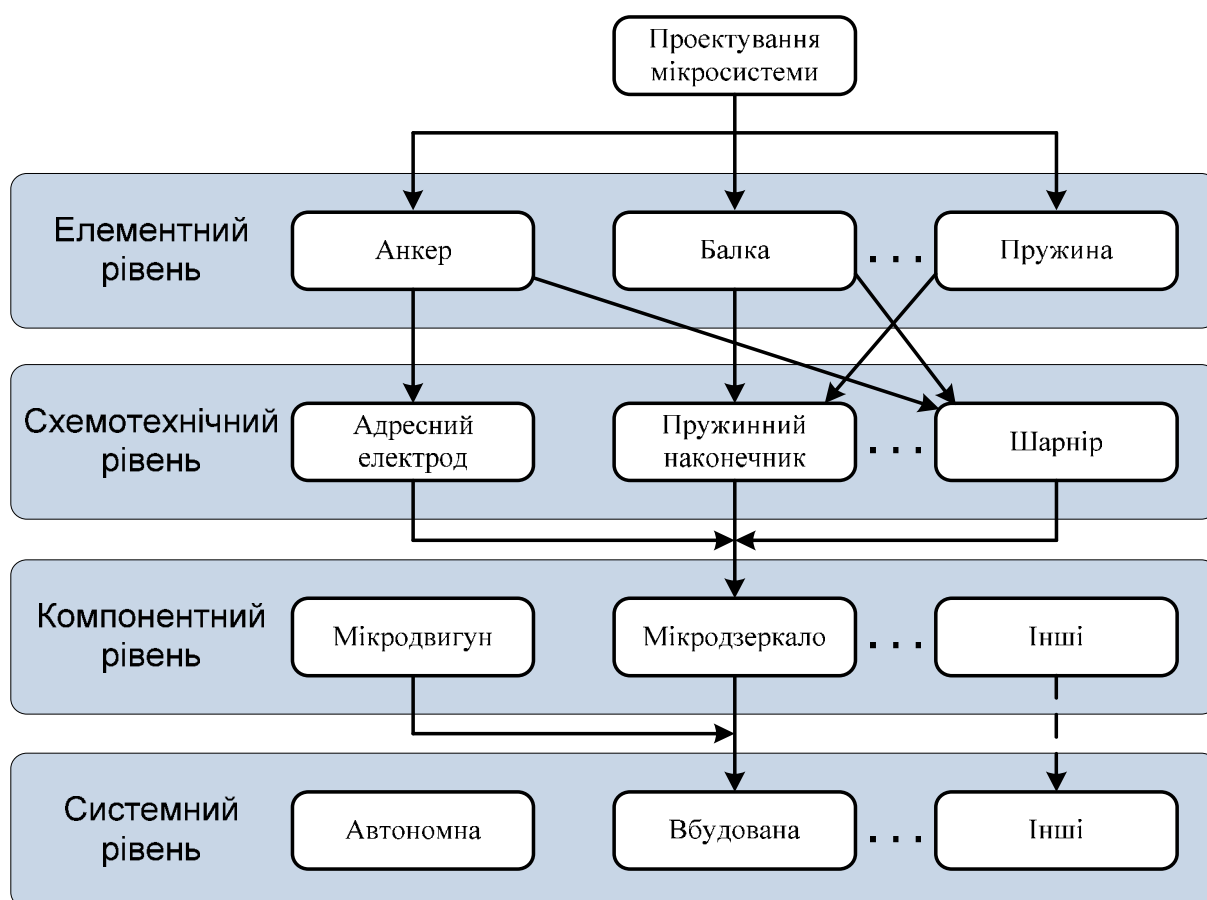 Проектування
мікросистеми
Елементний
рівень
Анкер
Балка
. . .
Пружина
Схемотехнічний
рівень
Адресний
електрод
Пружинний
наконечник
. . .
Шарнір
Компонентний
рівень
Мікродвигун
Мікродзеркало
. . .
Інші
Системний
рівень
Автономна
Вбудована
. . .
Інші